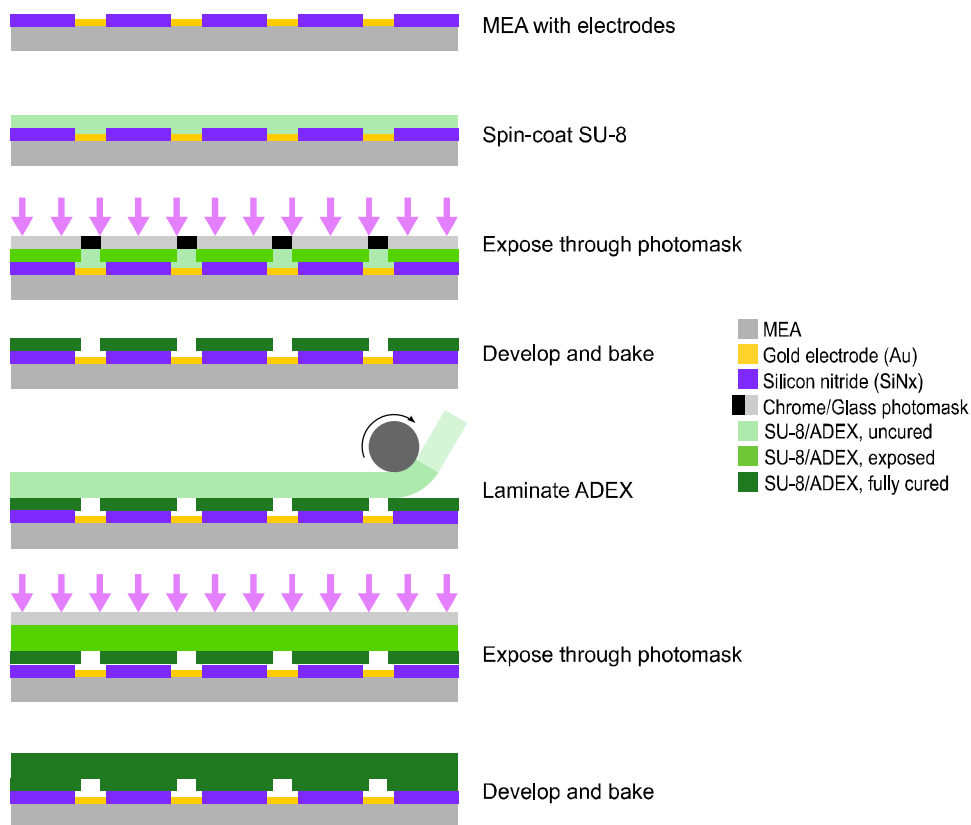 MEA with electrodes
Spin-coat SU-8
Expose through photomask
Develop and bake
MEA
Gold electrode (Au)
Silicon nitride (SiNx)
Chrome/Glass photomask
SU-8/ADEX, uncured
SU-8/ADEX, exposed
SU-8/ADEX, fully cured
Laminate ADEX
Expose through photomask
Develop and bake